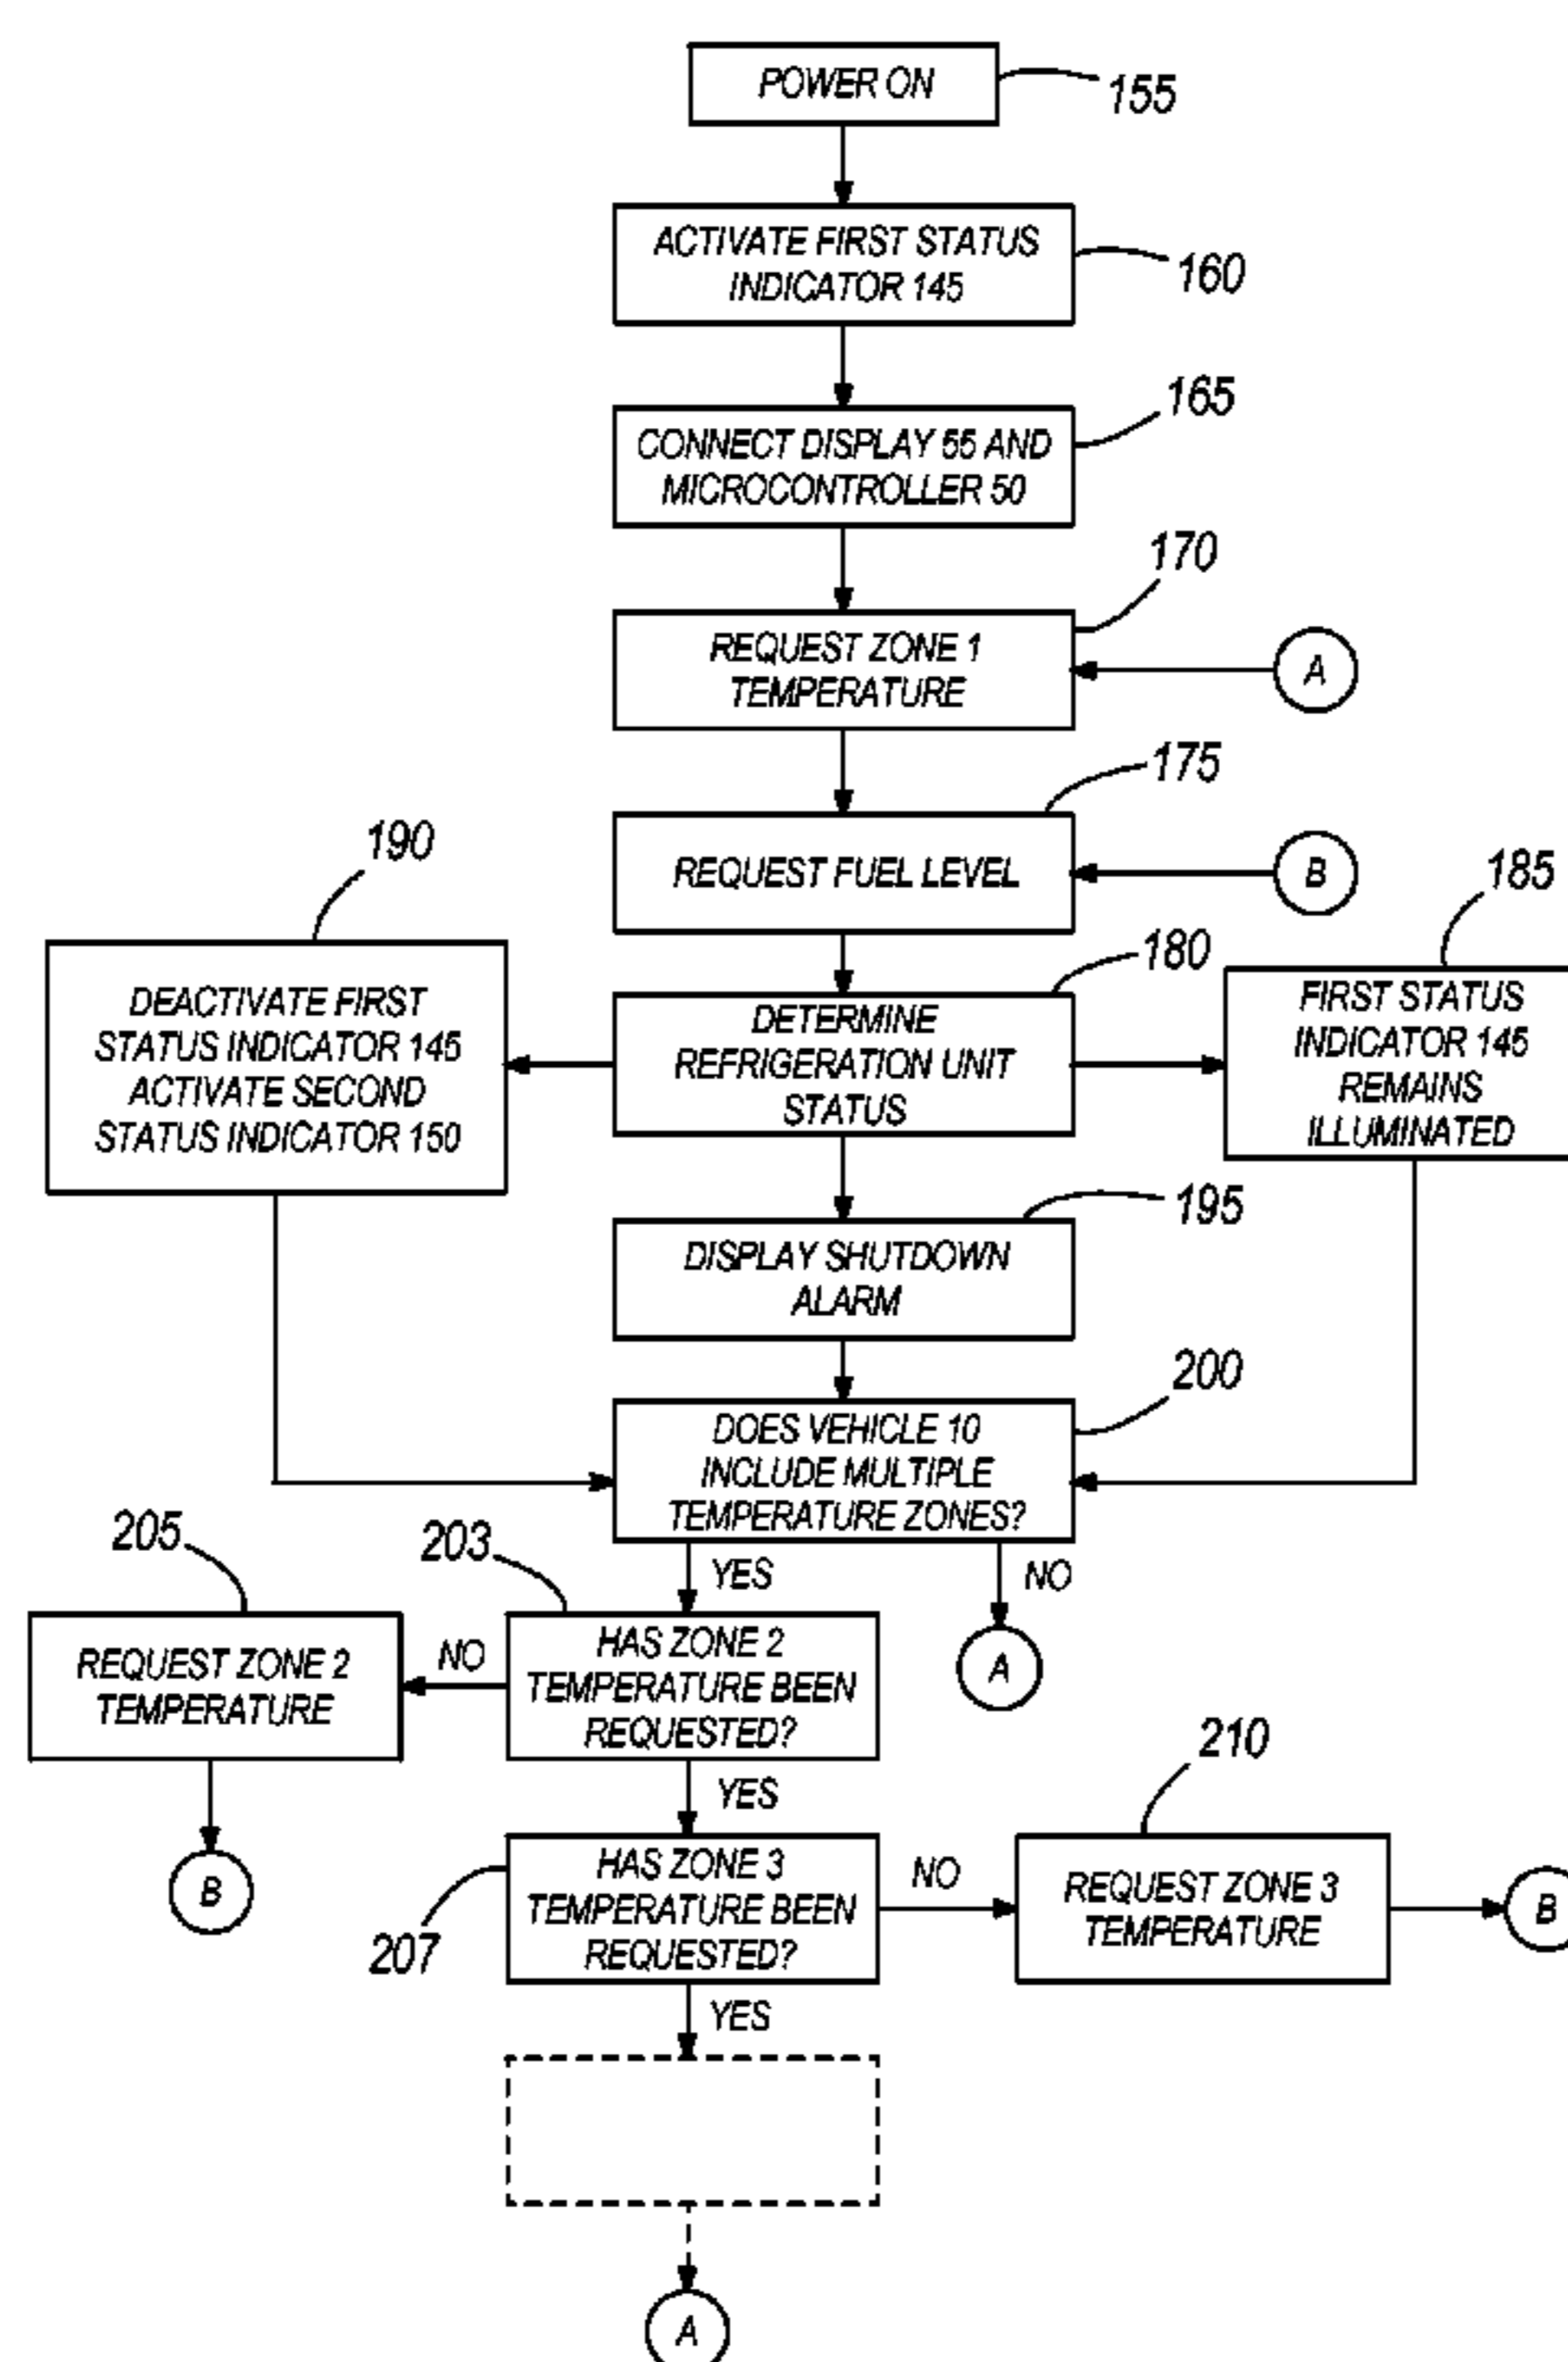 POWER ON
155
ACTIVATE FIRST STATUS
INDICATOR 145
160
165
CONNECT DISPLAY 55 AND
MICROCONTROLLER 50
170
REQUEST ZONE 1
TEMPERATURE
A
175
REQUEST FUEL LEVEL
B
190
185
180
DEACTIVATE FIRST
STATUS INDICATOR 145
ACTIVATE SECOND
STATUS INDICATOR 150
DETERMINE
REFRIGERATION UNIT
STATUS
FIRST STATUS
INDICATOR 145
REMAINS
ILLUMINATED
195
DISPLAY SHUTDOWN
ALARM
200
DOES VEHICLE 10
INCLUDE MULTIPLE
TEMPERATURE ZONES?
YES
NO
205
203
REQUEST ZONE 2
TEMPERATURE
NO
HAS ZONE 2
TEMPERATURE BEEN
REQUESTED?
A
YES
210
B
207
HAS ZONE 3
TEMPERATURE BEEN
REQUESTED?
NO
REQUEST ZONE 3
TEMPERATURE
B
YES
A